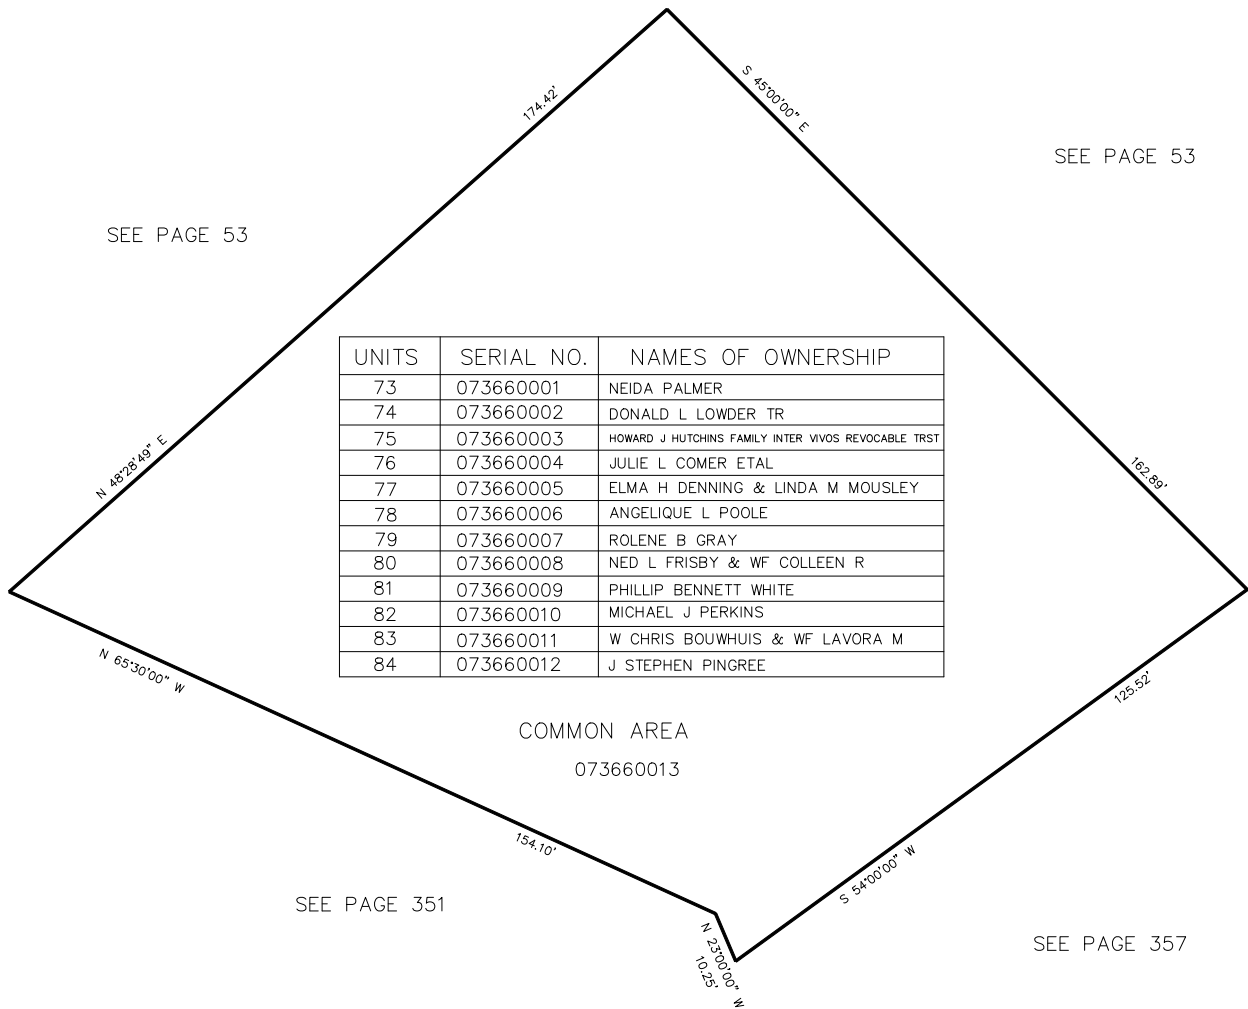 174.42'
S 45°00'00" E
SEE PAGE 53
SEE PAGE 53
UNITS SERIAL NO. NAMES OF OWNERSHIP
73 073660001 NEIDA PALMER
74 073660002 DONALD L LOWDER TR
75 073660003 HOWARD J HUTCHINS FAMILY INTER VIVOS REVOCABLE TRST
76 073660004 JULIE L COMER ETAL
77 073660005 ELMA H DENNING & LINDA M MOUSLEY
78 073660006 ANGELIQUE L POOLE
79 073660007 ROLENE B GRAY
80 073660008 NED L FRISBY & WF COLLEEN R
81 073660009 PHILLIP BENNETT WHITE
82 073660010 MICHAEL J PERKINS
83 073660011 W CHRIS BOUWHUIS & WF LAVORA M
84 073660012 J STEPHEN PINGREE
N 48°28'49" E
162.89'
N 65°30'00" W
125.52'
COMMON AREA
073660013
154.10'
S 54°00'00" W
SEE PAGE 351
SEE PAGE 357
N 23°00'00" W
10.25'